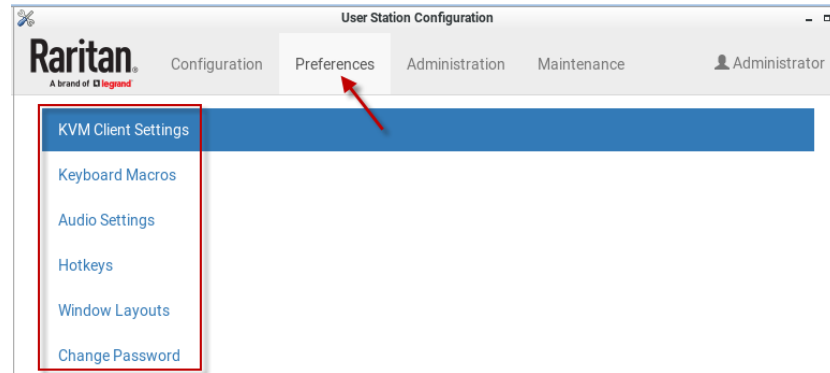 User Station Configuration
Raritan.
A brand of legrand
Configuration
Preferences
Administration
Maintenance
Administrator
KVM Client Settings
Keyboard Macros
Audio Settings
Hotkeys
Window Layouts
Change Password